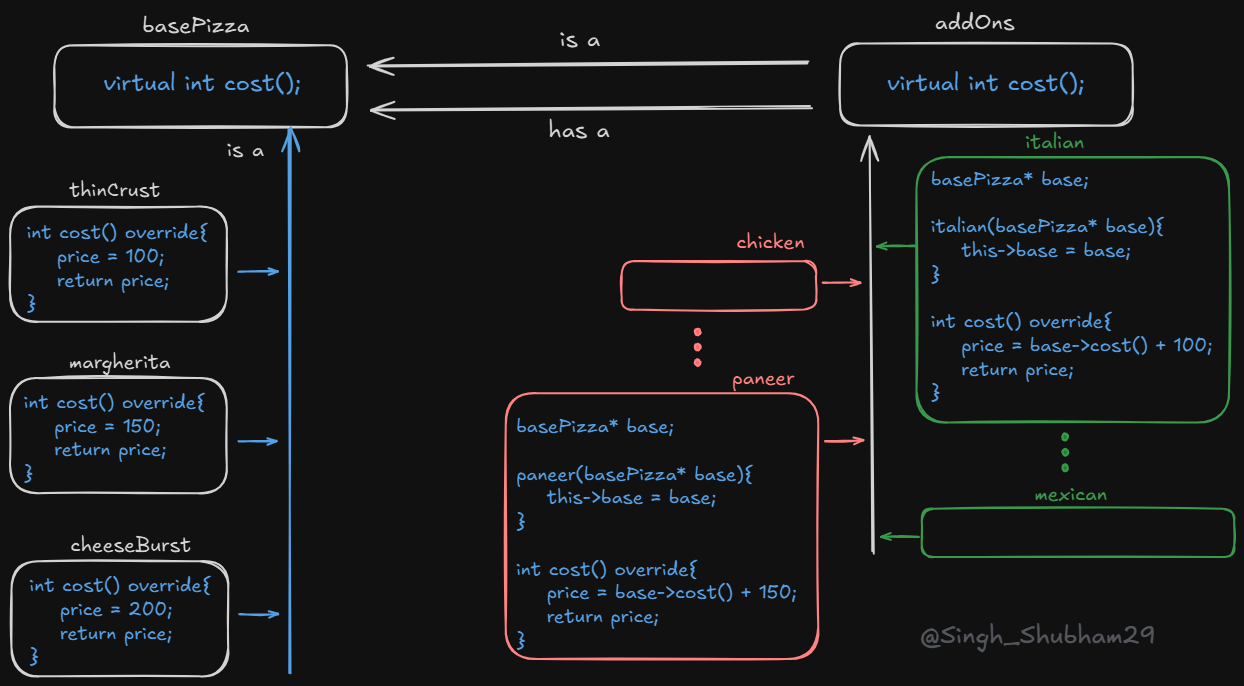 basePizza
virtual int cost();
is a
has a
addOns
virtual int cost();
is a
thinCrust
int cost() override{
price = 100;
return price;
}
margherita
int cost() override{
price = 150;
return price;
}
cheeseBurst
int cost() override{
price = 200;
return price;
}
chicken
paneer
basePizza* base;
paneer(basePizza* base){
this->base = base;
}
int cost() override{
price = base->cost() + 150;
return price;
}
italian
basePizza* base;
italian(basePizza* base){
this->base = base;
}
int cost() override{
price = base->cost() + 100;
return price;
}
mexican
@Singh_Shubham29